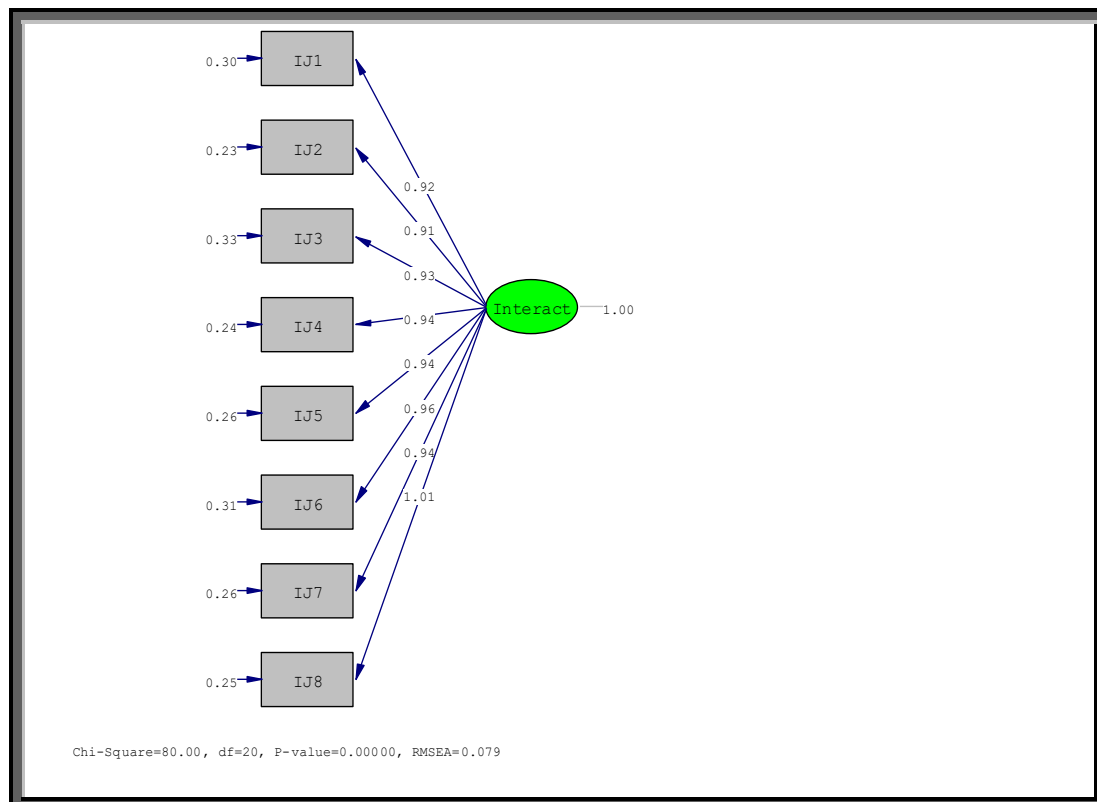 0.30 IJ1
0.23 IJ2
0.92
0.33 IJ3
0.91
0.93
0.24 IJ4
0.94
Interact 1.00
0.94
0.26 IJ5
0.96
0.94
0.31 IJ6
1.01
0.26 IJ7
0.25 IJ8
Chi-Square=80.00, df=20, P-value=0.00000, RMSEA=0.079